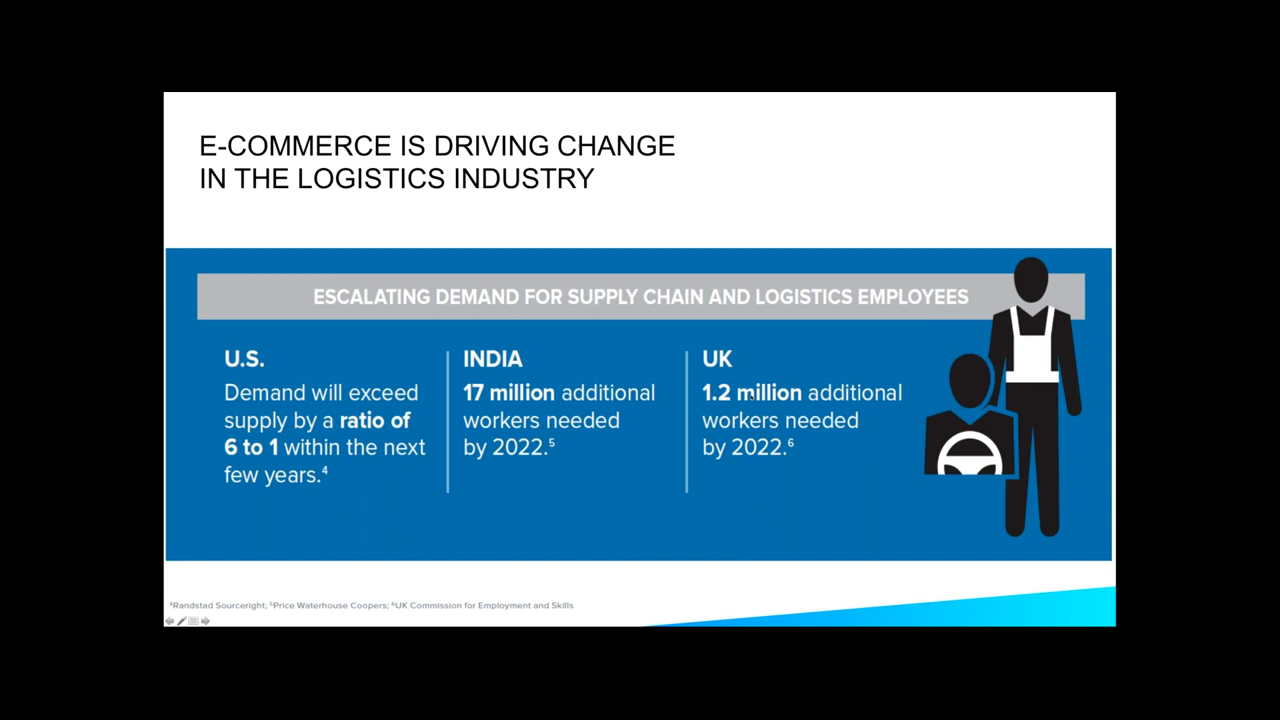 E-COMMERCE IS DRIVING CHANGE
IN THE LOGISTICS INDUSTRY
ESCALATING DEMAND FOR SUPPLY CHAIN AND LOGISTICS EMPLOYEES
U.S.
Demand will exceed
supply by a ratio of
6 to 1 within the next
few years.⁴
INDIA
17 million additional
workers needed
by 2022.⁵
UK
1.2 million additional
workers needed
by 2022.⁶
⁴Randstad Sourceright; ⁵Price Waterhouse Coopers; ⁶UK Commission for Employment and Skills